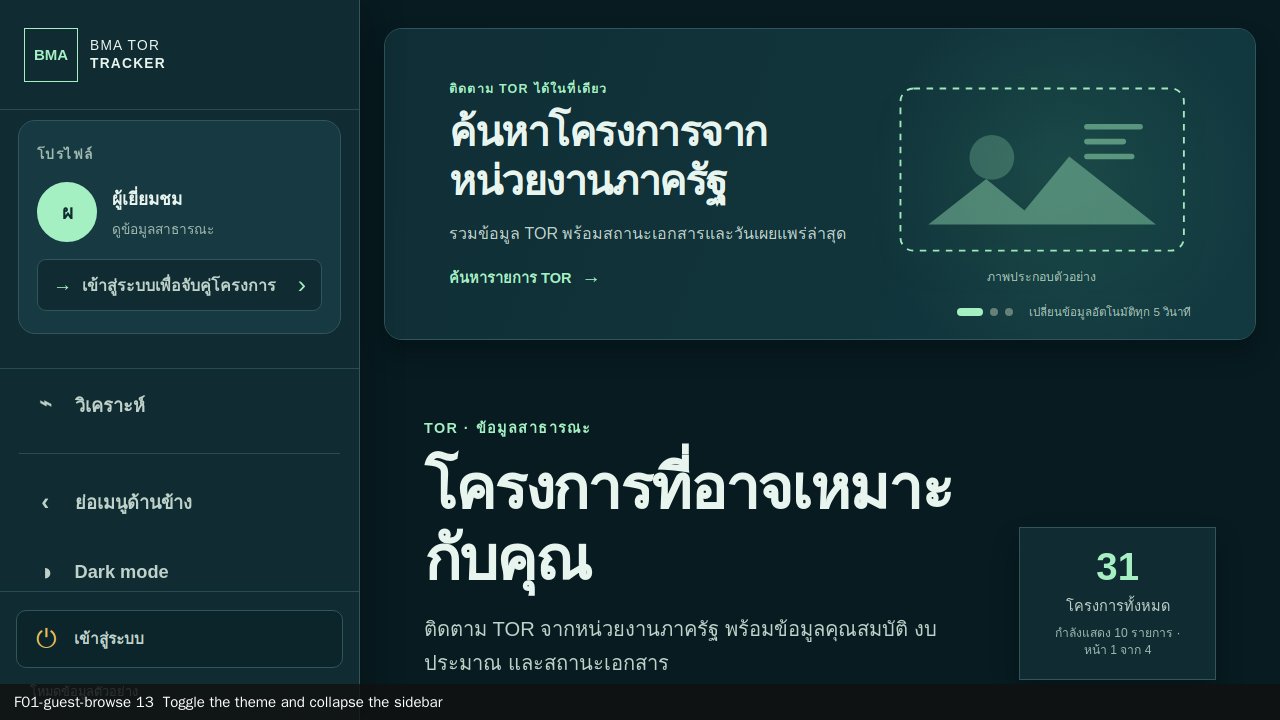 BMA
BMA TOR
TRACKER
โปรไฟล์
ผ
ผู้เยี่ยมชม
ดูข้อมูลสาธารณะ
→ เข้าสู่ระบบเพื่อจับคู่โครงการ ›
วิเคราะห์
‹ ย่อเมนูด้านข้าง
Dark mode
เข้าสู่ระบบ
โหมดข้อมูลตัวอย่าง
ติดตาม TOR ได้ในที่เดียว
ค้นหาโครงการจาก
หน่วยงานภาครัฐ
รวมข้อมูล TOR พร้อมสถานะเอกสารและวันเผยแพร่ล่าสุด
ค้นหารายการ TOR →
ภาพประกอบตัวอย่าง
เปลี่ยนข้อมูลอัตโนมัติทุก 5 วินาที
TOR · ข้อมูลสาธารณะ
โครงการที่อาจเหมาะ
กับคุณ
ติดตาม TOR จากหน่วยงานภาครัฐ พร้อมข้อมูลคุณสมบัติ งบ
ประมาณ และสถานะเอกสาร
31
โครงการทั้งหมด
กำลังแสดง 10 รายการ ·
หน้า 1 จาก 4
F01-guest-browse 13 Toggle the theme and collapse the sidebar